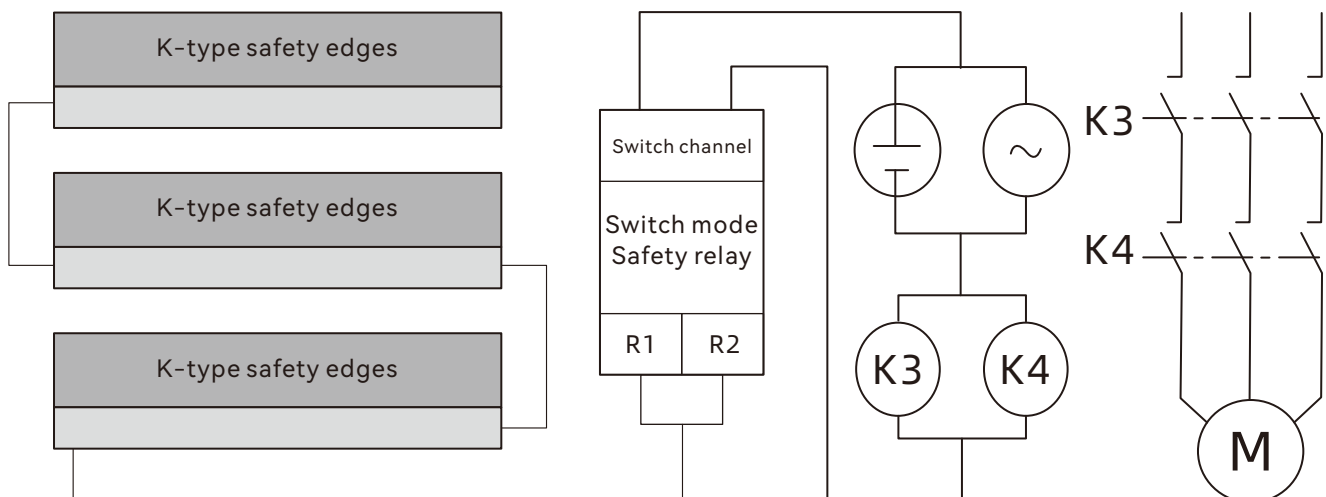 K-type safety edges
K-type safety edges
K-type safety edges
Switch channel
Switch mode
Safety relay
R1
R2
K3
K4
K3
K4
M